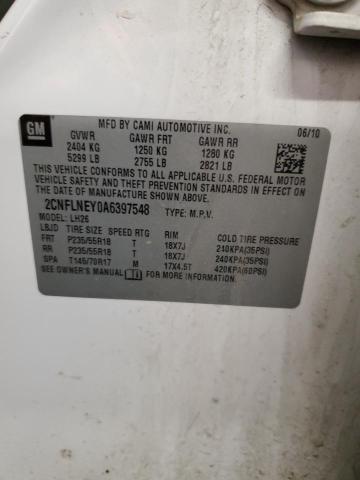 GM
MFD BY CAMI AUTOMOTIVE INC.
GVWR GAWR FRT GAWR RR 06/10
2404 KG 1250 KG 1280 KG
5299 LB 2755 LB 2821 LB
THIS VEHICLE CONFORMS TO ALL APPLICABLE U.S. FEDERAL MOTOR
VEHICLE SAFETY, BUMPER, AND THEFT PREVENTION STANDARDS IN EFFECT ON THE
DATE OF MANUFACTURE SHOWN ABOVE.
2CNFLNEY0A6397548 TYPE: M.P.V.
MODEL: LH26
LB/JD TIRE SIZE SPEED RTG RIM COLD TIRE PRESSURE
FRT P235/55R18 T 18X7J 240KPA(35PSI)
RR P235/55R18 T 18X7J 240KPA(35PSI)
SPA T145/70R17 M 17X4.5T 420KPA(60PSI)
SEE OWNER'S MANUAL FOR MORE INFORMATION.